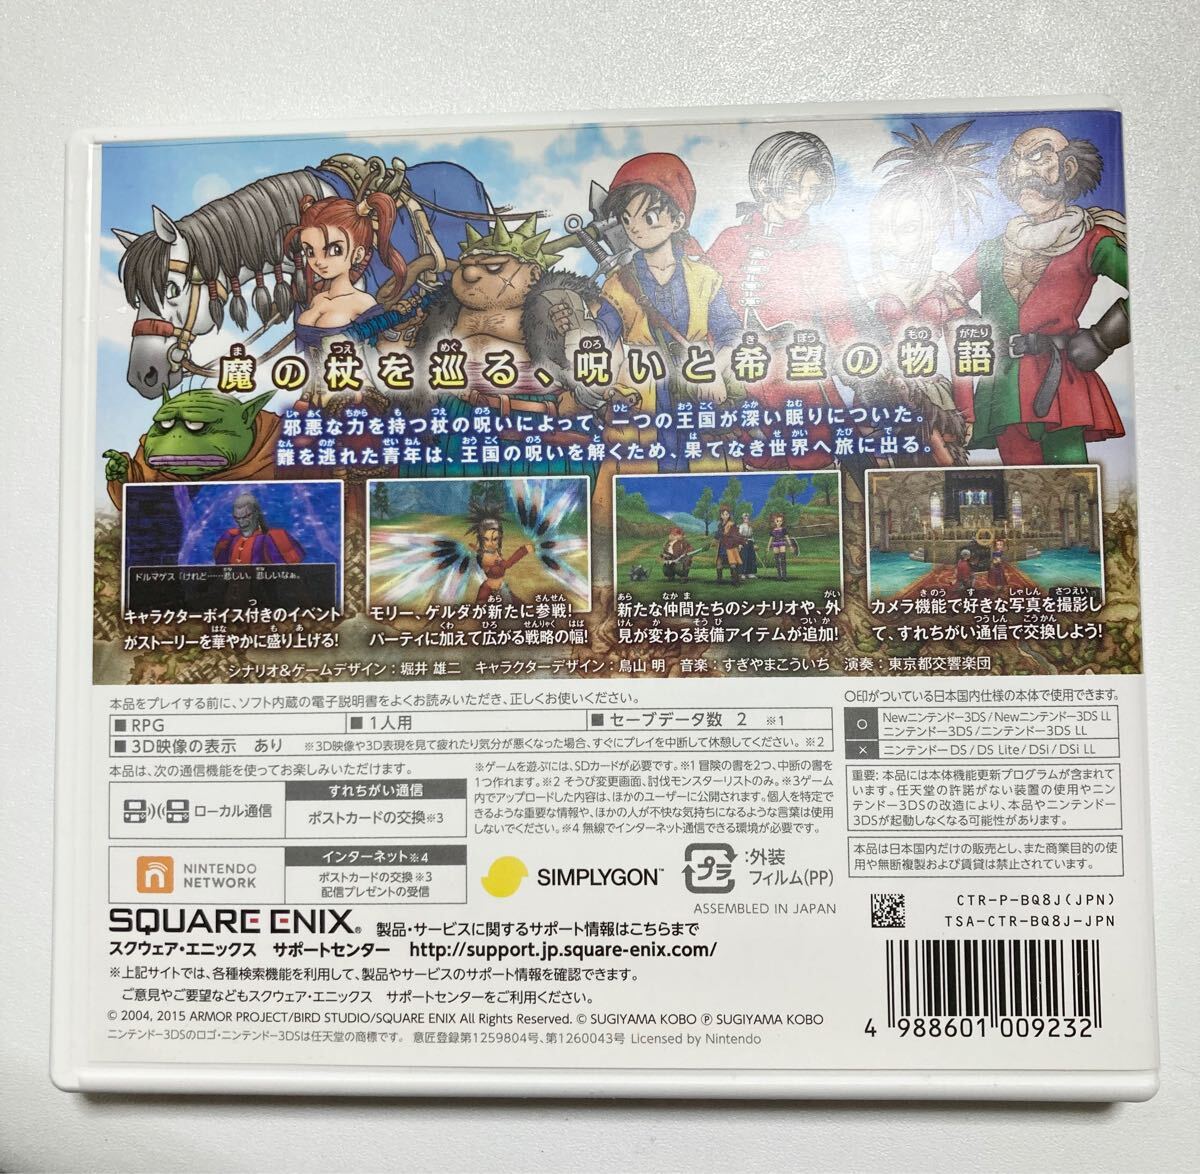 魔の杖を巡る、呪いと希望の物語
邪悪な力を持つ杖の呪いによって、一つの王国が深い眠りについた。
難を逃れた青年は、王国の呪いを解くため、果てなき世界へ旅に出る。
ドルマゲス「けれど……悲しい。悲しいなぁ。
キャラクターボイス付きのイベント
がストーリーを華やかに盛り上げる!
モリー、ゲルダが新たに参戦!
パーティに加えて広がる戦略の幅!
新たな仲間たちのシナリオや、外
見が変わる装備アイテムが追加!
カメラ機能で好きな写真を撮影し
て、すれちがい通信で交換しよう!
シナリオ&ゲームデザイン:堀井 雄二 キャラクターデザイン:鳥山 明 音楽:すぎやまこういち 演奏:東京都交響楽団
本品をプレイする前に、ソフト内蔵の電子説明書をよくお読みいただき、正しくお使いください。
■RPG ■1人用 ■セーブデータ数 2 ※1
■3D映像の表示 あり ※3D映像や3D表現を見て疲れたり気分が悪くなった場合、すぐにプレイを中断して休憩してください。※2
本品は、次の通信機能を使ってお楽しみいただけます。
ローカル通信
すれちがい通信
ポストカードの交換※3
NINTENDO
NETWORK
インターネット※4
ポストカードの交換※3
配信プレゼントの受信
※ゲームを遊ぶには、SDカードが必要です。※1 冒険の書を2つ、中断の書を
1つ作れます。※2 そうび変更画面、討伐モンスターリストのみ。※3ゲーム
内でアップロードした内容は、ほかのユーザーに公開されます。個人を特定で
きるような重要な情報や、ほかの人が不快な気持ちになるような言葉は使用
しないでください。※4 無線でインターネット通信できる環境が必要です。
SIMPLYGON™
プラ
:外装
フィルム(PP)
ASSEMBLED IN JAPAN
〇印がついている日本国内仕様の本体で使用できます。
○ Newニンテンドー3DS/Newニンテンドー3DS LL
ニンテンドー3DS/ニンテンドー3DS LL
× ニンテンドーDS/DS Lite/DSi/DSi LL
重要:本品には本体機能更新プログラムが含まれて
います。任天堂の許諾がない装置の使用やニン
テンドー3DSの改造により、本品やニンテンドー
3DSが起動しなくなる可能性があります。
本品は日本国内だけの販売とし、また商業目的の使
用や無断複製および賃貸は禁止されています。
CTR-P-BQ8J(JPN)
TSA-CTR-BQ8J-JPN
SQUARE ENIX® 製品・サービスに関するサポート情報はこちらまで
スクウェア・エニックス サポートセンター http://support.jp.square-enix.com/
※上記サイトでは、各種検索機能を利用して、製品やサービスのサポート情報を確認できます。
ご意見やご要望などもスクウェア・エニックス サポートセンターをご利用ください。
© 2004, 2015 ARMOR PROJECT/BIRD STUDIO/SQUARE ENIX All Rights Reserved. © SUGIYAMA KOBO ℗ SUGIYAMA KOBO
ニンテンドー3DSのロゴ・ニンテンドー3DSは任天堂の商標です。 意匠登録第1259804号、第1260043号 Licensed by Nintendo
4 988601 009232